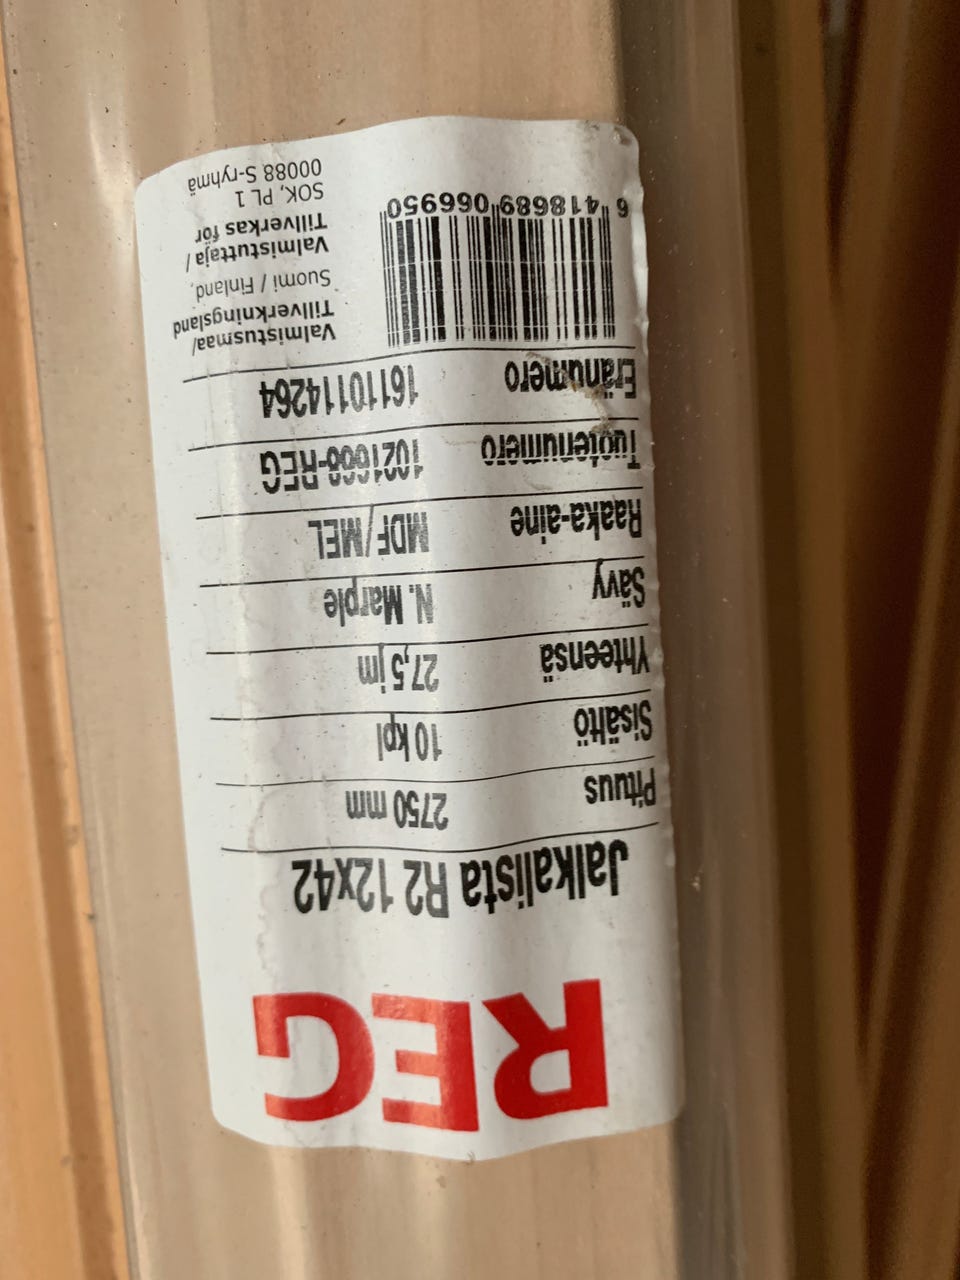 REG
Jalkalista R2 12x42
Pituus 2750 mm
Sisältö 10 kpl
Yhteensä 27,5 jm
Sävy N. Marple
Raaka-aine MDF/MEL
Tuotenumero 1021668-REG
Eränumero 16110114264
Valmistusmaa/
Tillverkningsland
Suomi / Finland,
Valmistuttaja /
Tillverkas för
SOK, PL 1
00088 S-ryhmä
6 418689 066950